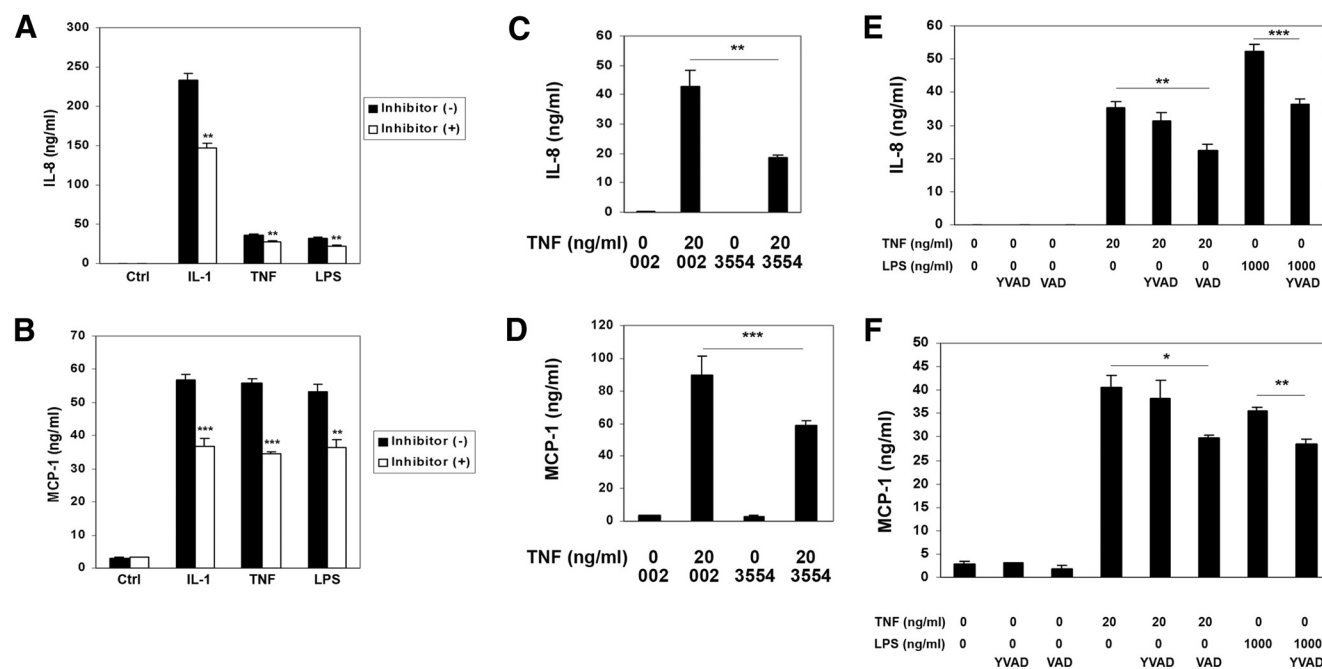 A
IL-8 (ng/ml)
300
250
200
150
100
50
0
**
**
**
Ctrl IL-1 TNF LPS
Inhibitor (-)
Inhibitor (+)
B
MCP-1 (ng/ml)
70
60
50
40
30
20
10
0
***
***
**
Ctrl IL-1 TNF LPS
Inhibitor (-)
Inhibitor (+)
C
IL-8 (ng/ml)
60
50
40
30
20
10
0
**
TNF (ng/ml) 0 20 0 20
002 002 3554 3554
D
MCP-1 (ng/ml)
120
100
80
60
40
20
0
***
TNF (ng/ml) 0 20 0 20
002 002 3554 3554
E
IL-8 (ng/ml)
60
50
40
30
20
10
0
**
***
TNF (ng/ml) 0 0 0 20 20 20 0 0
LPS (ng/ml) 0 0 0 0 0 0 1000 1000
YVAD VAD YVAD VAD YVAD
F
MCP-1 (ng/ml)
50
45
40
35
30
25
20
15
10
5
0
*
**
TNF (ng/ml) 0 0 0 20 20 20 0 0
LPS (ng/ml) 0 0 0 0 0 0 1000 1000
YVAD VAD YVAD VAD YVAD